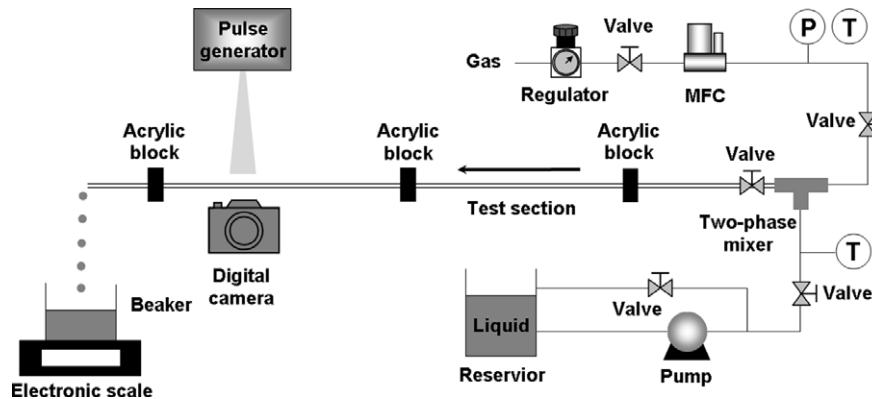 Pulse
generator
Gas
Valve
Regulator
MFC
P
T
Valve
Acrylic
block
Acrylic
block
Acrylic
block
Valve
Test section
Two-phase
mixer
T
Digital
camera
Beaker
Electronic scale
Liquid
Reservior
Valve
Pump
Valve